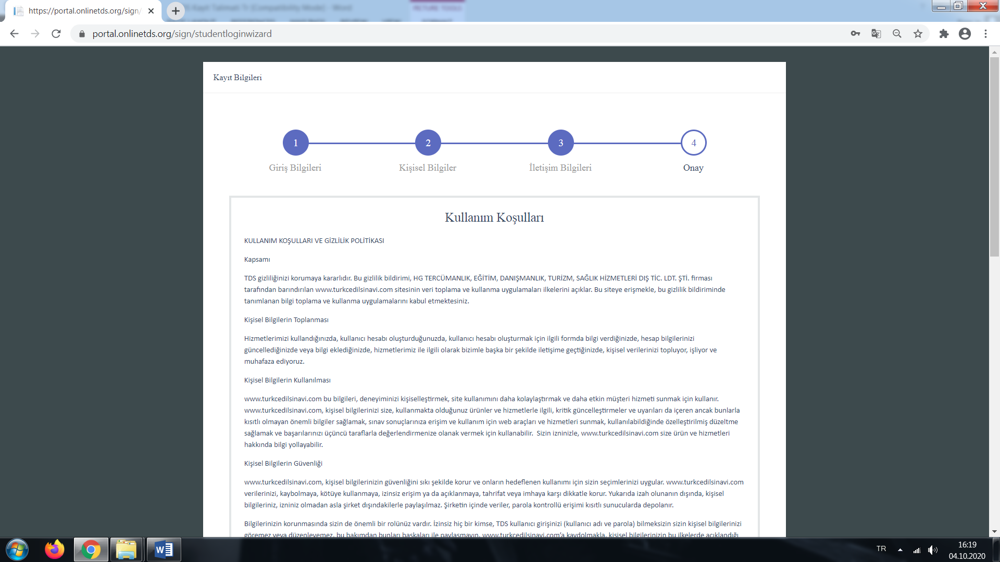 https://portal.onlinetds.org/sign/
portal.onlinetds.org/sign/studentloginwizard
Kayıt Bilgileri
1
2
3
4
Giriş Bilgileri
Kişisel Bilgiler
İletişim Bilgileri
Onay
Kullanım Koşulları
KULLANIM KOŞULLARI VE GİZLİLİK POLİTİKASI
Kapsamı
TDS gizliliğinizi korumaya kararlıdır. Bu gizlilik bildirimi, HG TERCÜMANLIK, EĞİTİM, DANIŞMANLIK, TURİZM, SAĞLIK HİZMETLERİ DIŞ TİC. LDT. ŞTİ. firması
tarafından barındırılan www.turkcedilsinavi.com sitesinin veri toplama ve kullanma uygulamaları ilkelerini açıklar. Bu siteye erişmekle, bu gizlilik bildiriminde
tanımlanan bilgi toplama ve kullanma uygulamalarını kabul etmektesiniz.
Kişisel Bilgilerin Toplanması
Hizmetlerimizi kullandığınızda, kullanıcı hesabı oluşturduğunuzda, kullanıcı hesabı oluşturmak için ilgili formda bilgi verdiğinizde, hesap bilgilerinizi
güncellediğinizde veya bilgi eklediğinizde, hizmetlerimiz ile ilgili olarak bizimle başka bir şekilde iletişime geçtiğinizde, kişisel verilerinizi topluyor, işliyor ve
muhafaza ediyoruz.
Kişisel Bilgilerin Kullanılması
www.turkcedilsinavi.com bu bilgileri, deneyiminizi kişiselleştirmek, site kullanımını daha kolaylaştırmak ve daha etkin müşteri hizmeti sunmak için kullanır.
www.turkcedilsinavi.com, kişisel bilgilerinizi size, kullanmakta olduğunuz ürünler ve hizmetlerle ilgili, kritik güncelleştirmeler ve uyarıları da içeren ancak bunlarla
kısıtlı olmayan önemli bilgiler sağlamak, sınav sonuçlarınıza erişim ve kullanım için web araçları ve hizmetleri sunmak, kullanılabildiğinde özelleştirilmiş düzeltme
sağlamak ve başarılarınızı üçüncü taraflarla değerlendirmenize olanak vermek için kullanabilir. Sizin izninizle, www.turkcedilsinavi.com size ürün ve hizmetleri
hakkında bilgi yollayabilir.
Kişisel Bilgilerin Güvenliği
www.turkcedilsinavi.com, kişisel bilgilerinizin güvenliğini sıkı şekilde korur ve onların hedeflenen kullanımı için sizin seçimlerinizi uygular. www.turkcedilsinavi.com
verilerinizi, kaybolmaya, kötüye kullanmaya, izinsiz erişim ya da açıklanmaya, tahrifat veya imhaya karşı dikkatle korur. Yukarıda izah olunanın dışında, kişisel
bilgileriniz, izniniz olmadan asla şirket dışındakilerle paylaşılmaz. Şirketin içinde veriler, parola kontrollü erişimi kısıtlı sunucularda depolanır.
Bilgilerinizin korunmasında sizin de önemli bir rolünüz vardır. İzinsiz hiç bir kimse, TDS kullanıcı girişinizi (kullanıcı adı ve parola) bilmeksizin sizin kişisel bilgilerinizi
göremez veya düzenleyemez, bu bakımdan bunları başkaları ile paylaşmayın. www.turkcedilsinavi.com'a kaydolmakla, kişisel bilgilerinizin bu ilkelerde açıklandığı
TR
16:19
04.10.2020